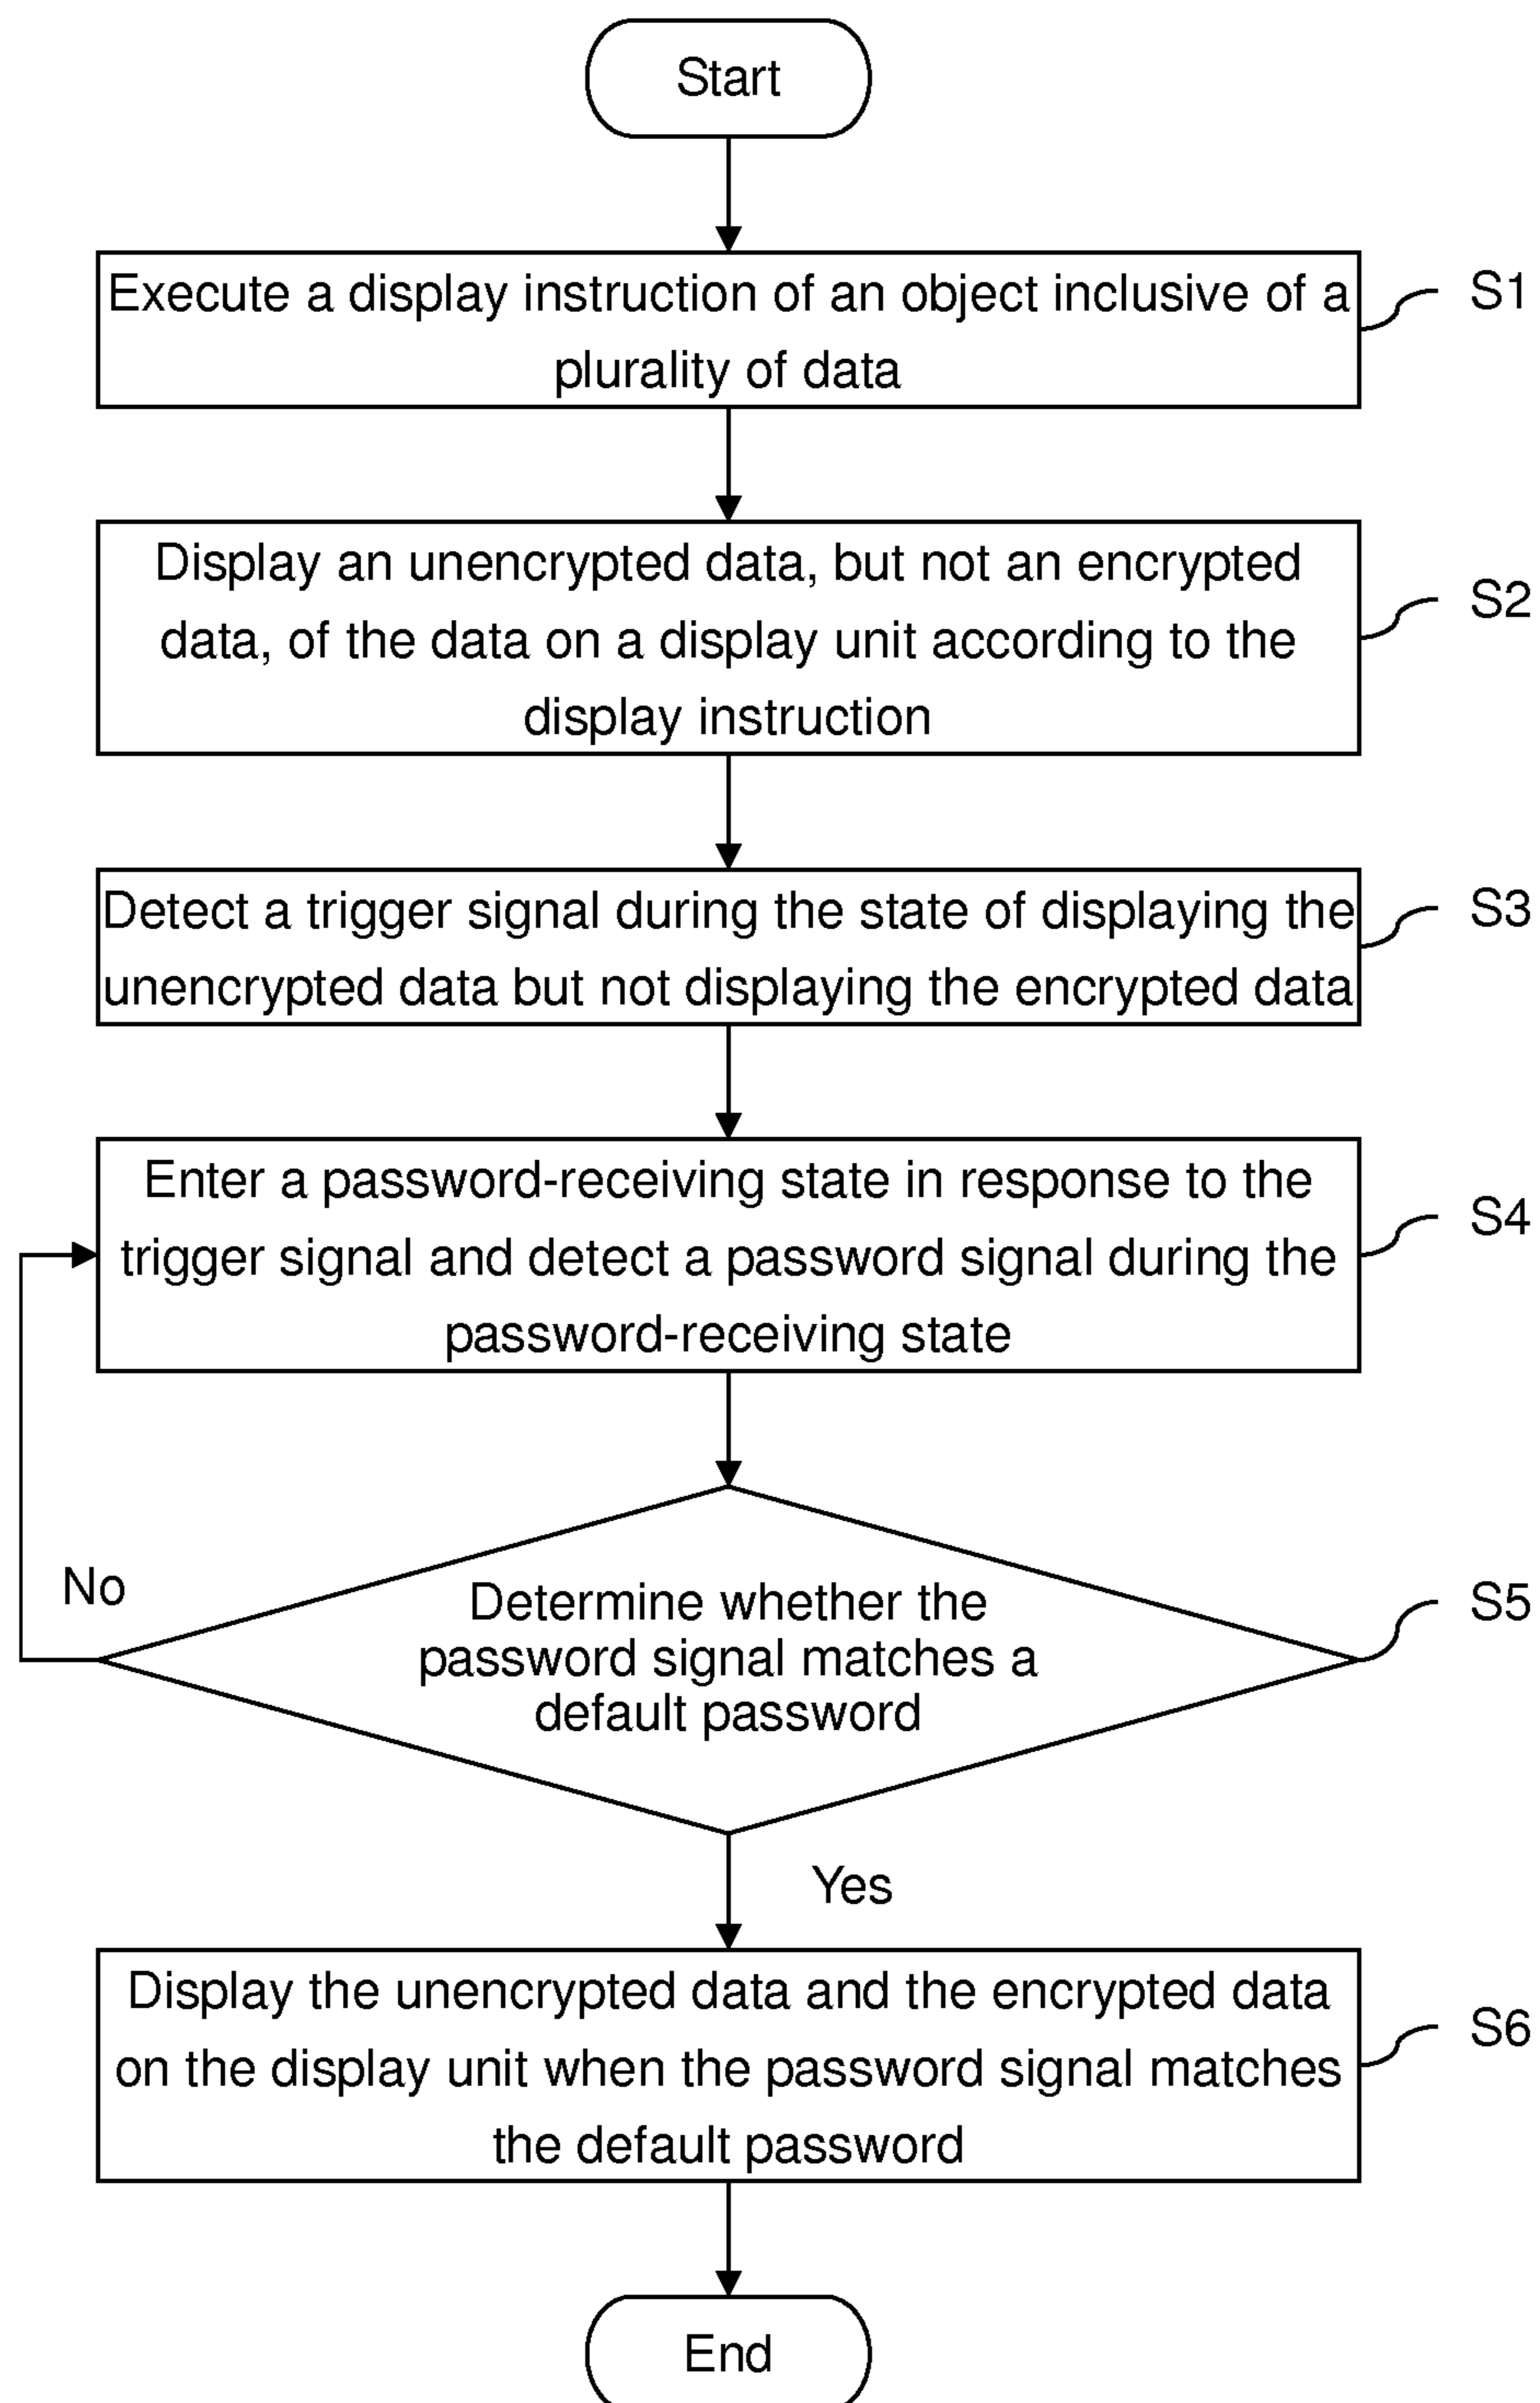 Start
Execute a display instruction of an object inclusive of a
plurality of data
S1
Display an unencrypted data, but not an encrypted
data, of the data on a display unit according to the
display instruction
S2
Detect a trigger signal during the state of displaying the
unencrypted data but not displaying the encrypted data
S3
Enter a password-receiving state in response to the
trigger signal and detect a password signal during the
password-receiving state
S4
Determine whether the
password signal matches a
default password
S5
No
Yes
Display the unencrypted data and the encrypted data
on the display unit when the password signal matches
the default password
S6
End